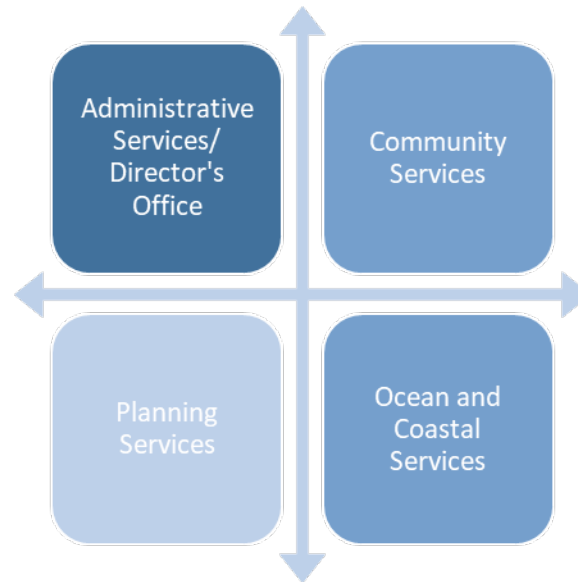 Administrative
Services/
Director's
Office
Community
Services
Planning
Services
Ocean and
Coastal
Services